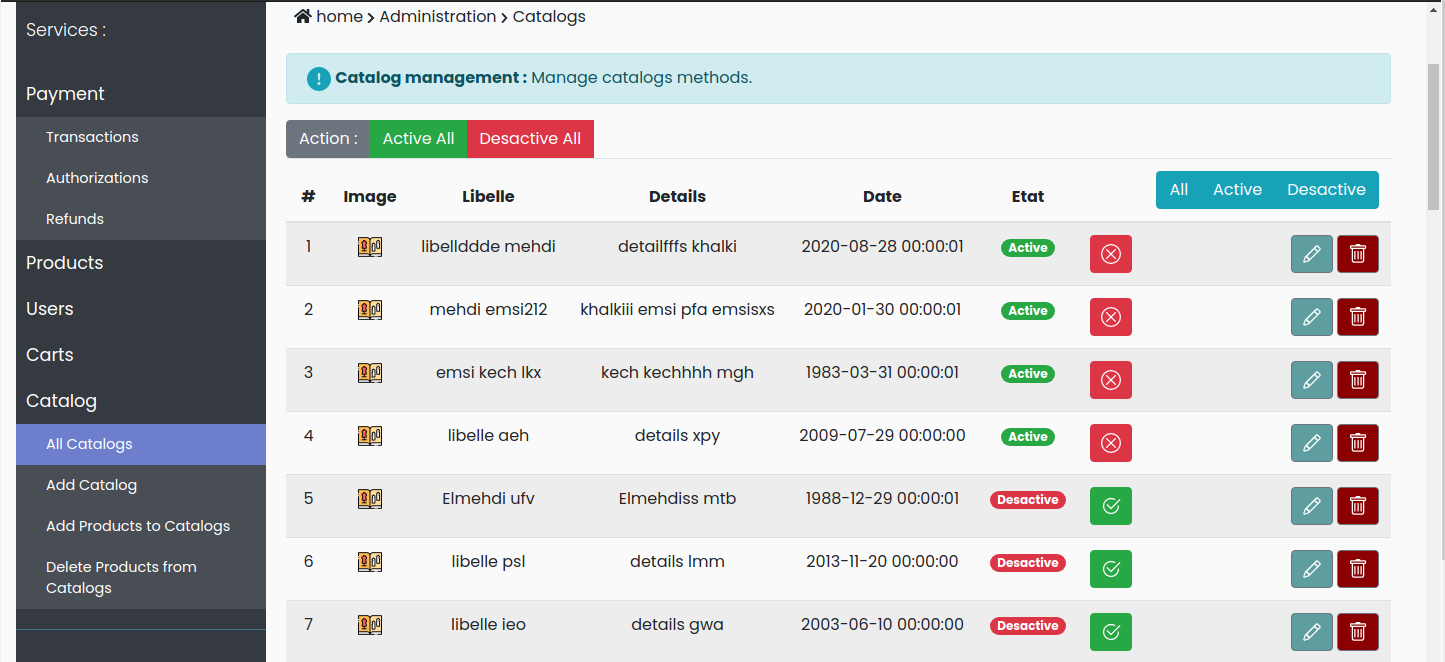 Services :
Payment
Transactions
Authorizations
Refunds
Products
Users
Carts
Catalog
All Catalogs
Add Catalog
Add Products to Catalogs
Delete Products from
Catalogs
home > Administration > Catalogs
Catalog management : Manage catalogs methods.
Action : Active All Desactive All
# Image Libelle Details Date Etat All Active Desactive
1 libellddde mehdi detailfffs khalki 2020-08-28 00:00:01 Active
2 mehdi emsi212 khalkiii emsi pfa emsisxs 2020-01-30 00:00:01 Active
3 emsi kech lkx kech kechhhh mgh 1983-03-31 00:00:01 Active
4 libelle aeh details xpy 2009-07-29 00:00:00 Active
5 Elmehdi ufv Elmehdiss mtb 1988-12-29 00:00:01 Desactive
6 libelle psl details lmm 2013-11-20 00:00:00 Desactive
7 libelle ieo details gwa 2003-06-10 00:00:00 Desactive